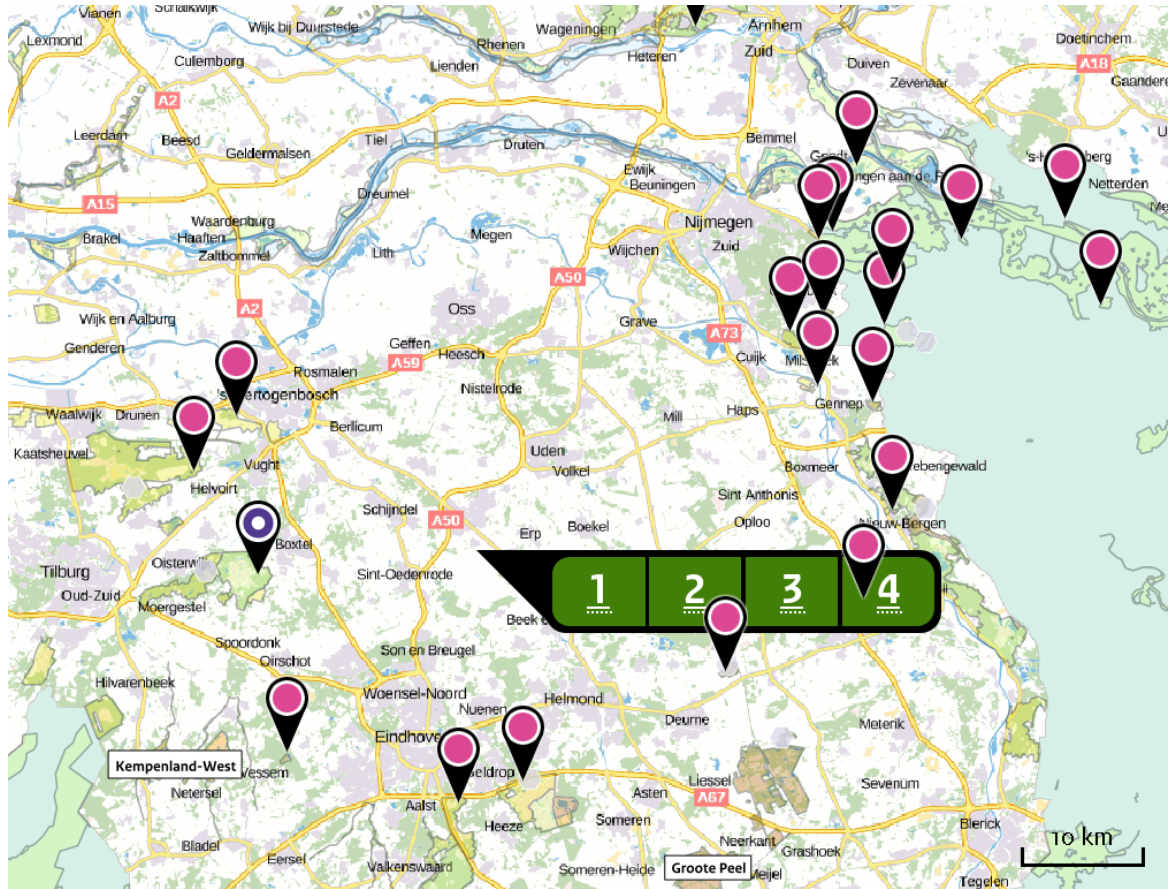 Vianen
Schalkwijk
Wijk bij Duurstede
Wageningen
Arnhem
Lexmond
Rhenen
Zuid
Doetinchem
Culemborg
Lienden
Heteren
Duiven
A18
Zevenaar
Gaander
A2
Leerdam
Beesd
Tiel
Bemmel
Geldermalsen
Druten
Ewijk
Beuningen
Netterden
Dreumel
A15
Waardenburg
Nijmegen
Brakel
Haaften
Megen
Zuid
Zaltbommel
Lith
Wijchen
A50
A2
Oss
Wijk en Aalburg
Grave
A73
Genderen
Geffen
Heesch
Cuijk
A59
Rosmalen
Nistelrode
Waalwijk
Drunen
Haps
Gennep
Mill
Berlicum
Kaatsheuvel
Uden
Vught
Volkel
Boxmeer
Helvoirt
Sint Anthonis
Schijndel
A50
Oploo
Nieuw-Bergen
Erp
Boekel
Boxtel
Tilburg
Sint-Oedenrode
Oud-Zuid
1
2
3
4
Moergestel
Spoordonk
Son en Breugel
Oirschot
Hilvarenbeek
Woensel-Noord
Helmond
Nuenen
Deurne
Meterik
Kempenland-West
Netersel
Liessel
Sevenum
Aalst
Asten
A67
Heeze
Someren
Blerick
Neerkant
10 km
Bladel
Eersel
Grashoek
Valkenswaard
Someren-Heide
Groote Peel
Meijel
Tegelen